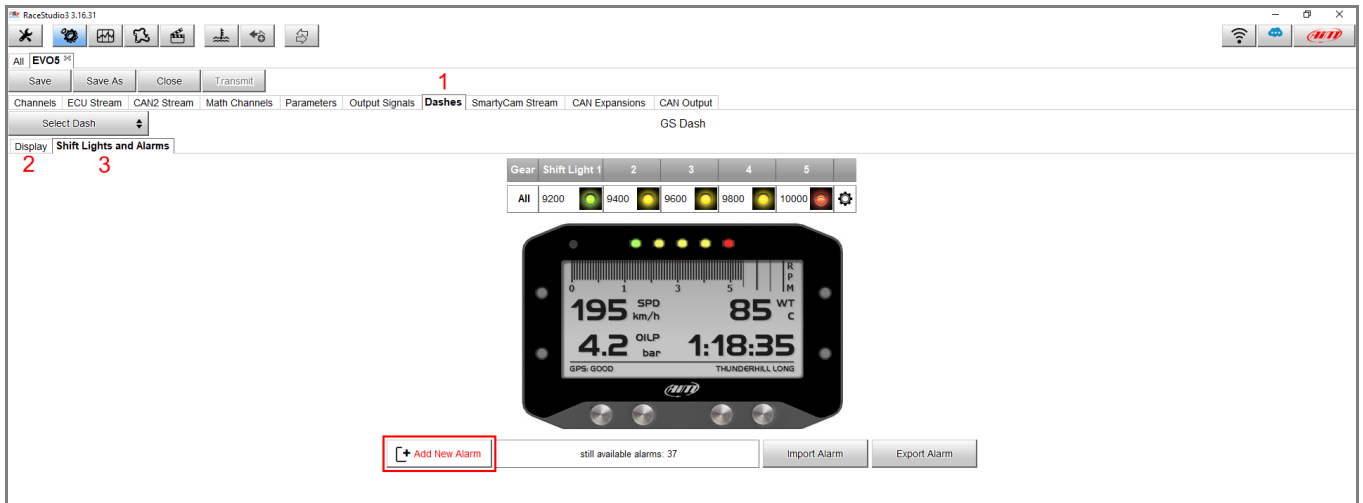 RaceStudio3 3.16.31
AiM
All EVO5
Save Save As Close Transmit
1
Channels ECU Stream CAN2 Stream Math Channels Parameters Output Signals Dashes SmartyCam Stream CAN Expansions CAN Output
Select Dash GS Dash
Display Shift Lights and Alarms
2 3
Gear Shift Light 1 2 3 4 5
All 9200 9400 9600 9800 10000
RPM
0 1 3 5
195 SPD km/h 85 WT C
4.2 OILP bar 1:18:35
GPS: GOOD THUNDERHILL LONG
AiM
Add New Alarm still available alarms: 37 Import Alarm Export Alarm